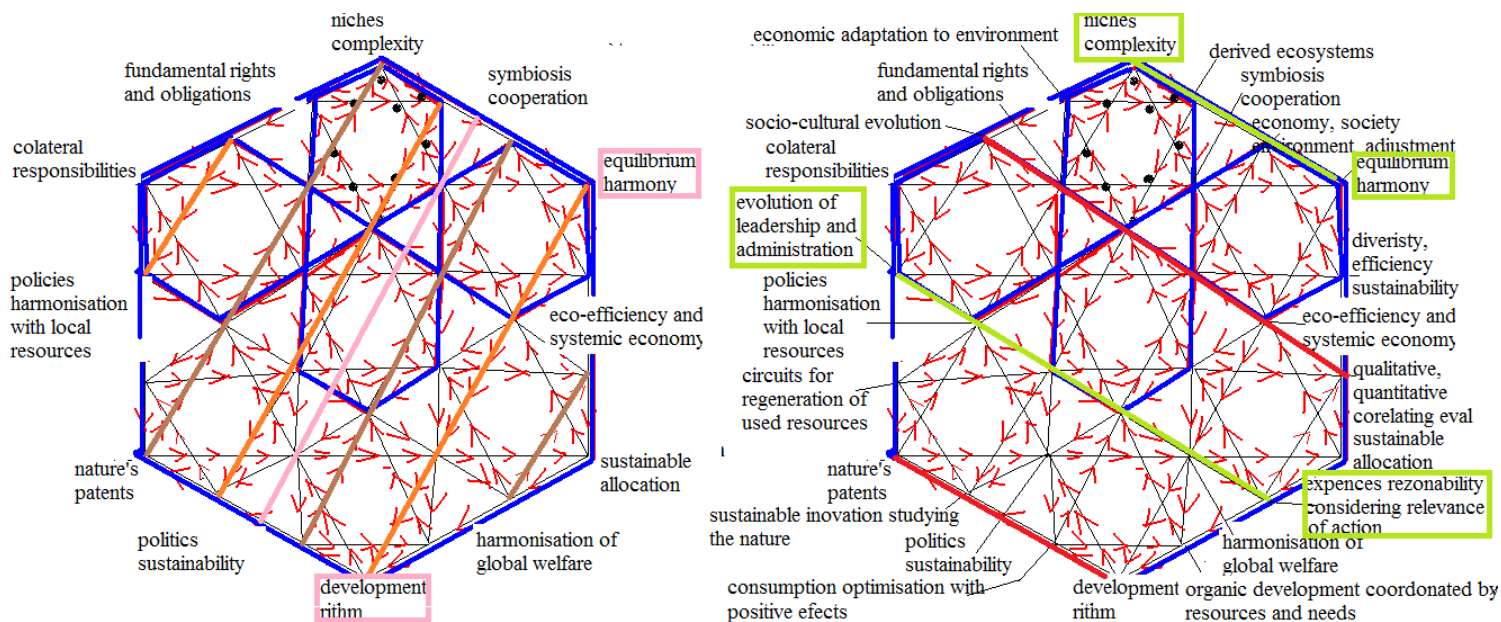 niches
complexity
fundamental rights
and obligations
symbiosis
cooperation
colateral
responsibilities
equilibrium
harmony
policies
harmonisation
with local
resources
eco-efficiency and
systemic economy
nature's
patents
sustainable
allocation
politics
sustainability
harmonisation of
global welfare
development
rithm
niches
complexity
economic adaptation to environment
derived ecosystems
fundamental rights
and obligations
symbiosis
cooperation
socio-cultural evolution
economy, society
environment, adjustment
colateral
responsibilities
equilibrium
harmony
evolution of
leadership and
administration
diveristy,
efficiency
sustainability
policies
harmonisation
with local
resources
eco-efficiency and
systemic economy
circuits for
regeneration of
used resources
qualitative,
quantitative
corelating eval
sustainable
allocation
nature's
patents
expences rezonability
considering relevance
of action
sustainable inovation studying
the nature
politics
sustainability
harmonisation of
global welfare
consumption optimisation with
positive efects
development
rithm
organic development coordonated by
resources and needs